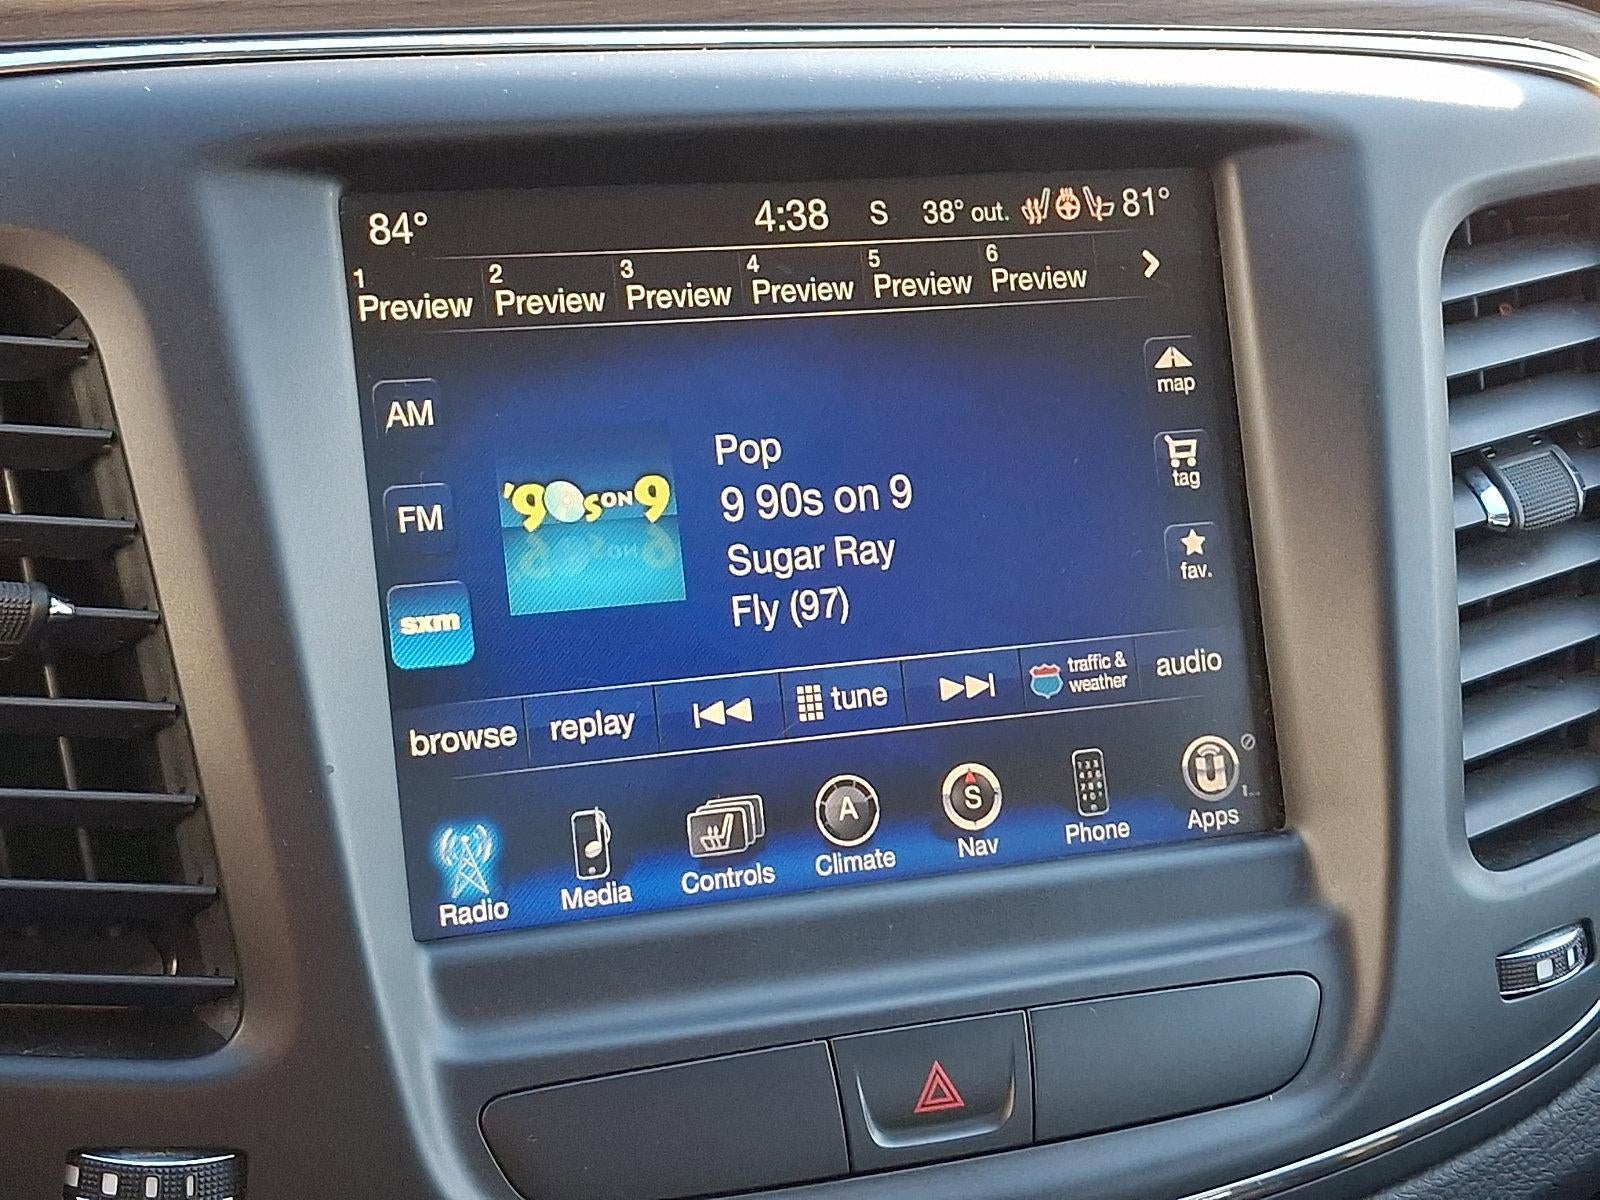 84° 4:38 S 38° out. 81°
1 2 3 4 5 6
Preview Preview Preview Preview Preview Preview
AM
FM
sxm
'90s ON 9
Pop
9 90s on 9
Sugar Ray
Fly (97)
map
tag
fav.
browse replay tune traffic & weather audio
A S
Radio Media Controls Climate Nav Phone Apps